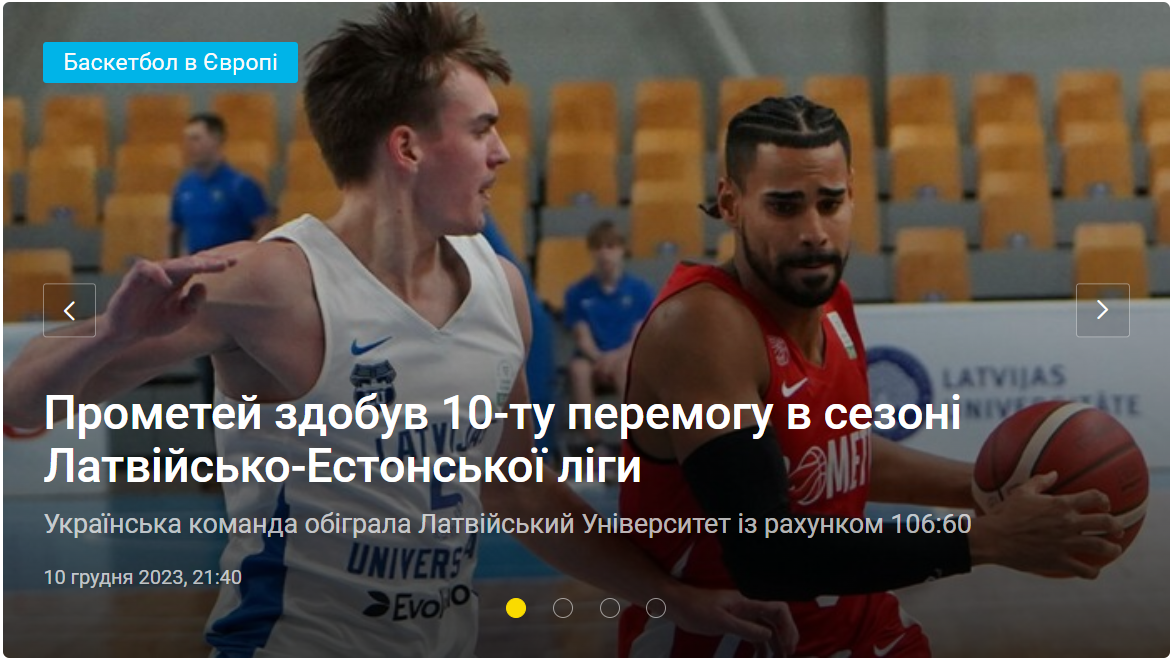 Баскетбол в Європі
LATVIJAS
UNIVERSITĀTE
Прометей здобув 10-ту перемогу в сезоні
Латвійсько-Естонської ліги
Українська команда обіграла Латвійський Університет із рахунком 106:60
UNIVERS
10 грудня 2023, 21:40